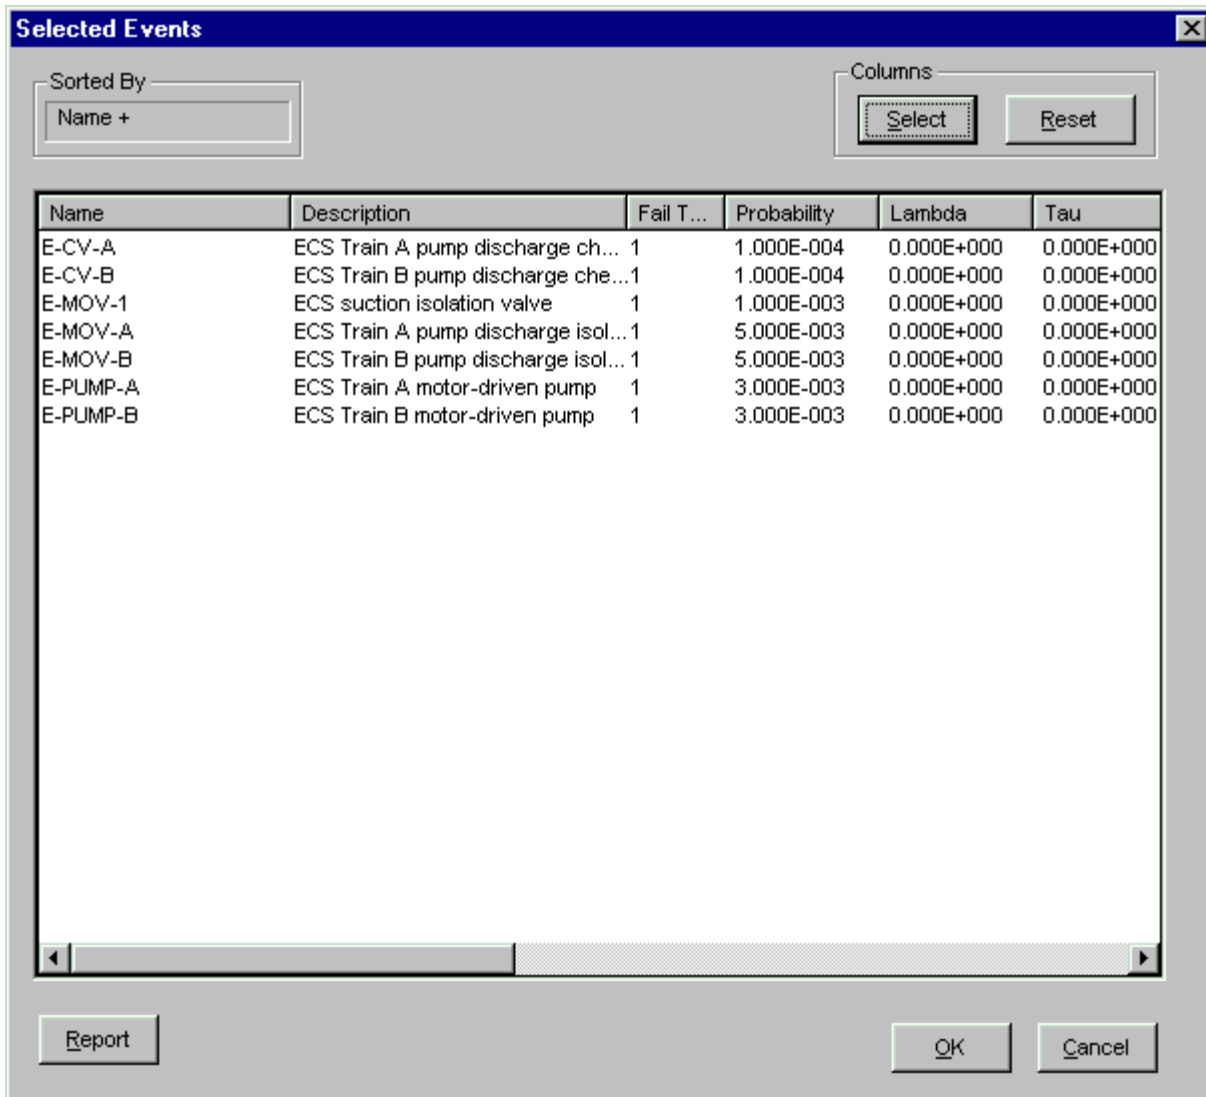 Selected Events
Sorted By
Name +
Columns
Select
Reset
Name Description Fail T... Probability Lambda Tau
E-CV-A ECS Train A pump discharge ch... 1 1.000E-004 0.000E+000 0.000E+000
E-CV-B ECS Train B pump discharge che... 1 1.000E-004 0.000E+000 0.000E+000
E-MOV-1 ECS suction isolation valve 1 1.000E-003 0.000E+000 0.000E+000
E-MOV-A ECS Train A pump discharge isol... 1 5.000E-003 0.000E+000 0.000E+000
E-MOV-B ECS Train B pump discharge isol... 1 5.000E-003 0.000E+000 0.000E+000
E-PUMP-A ECS Train A motor-driven pump 1 3.000E-003 0.000E+000 0.000E+000
E-PUMP-B ECS Train B motor-driven pump 1 3.000E-003 0.000E+000 0.000E+000
Report
OK
Cancel